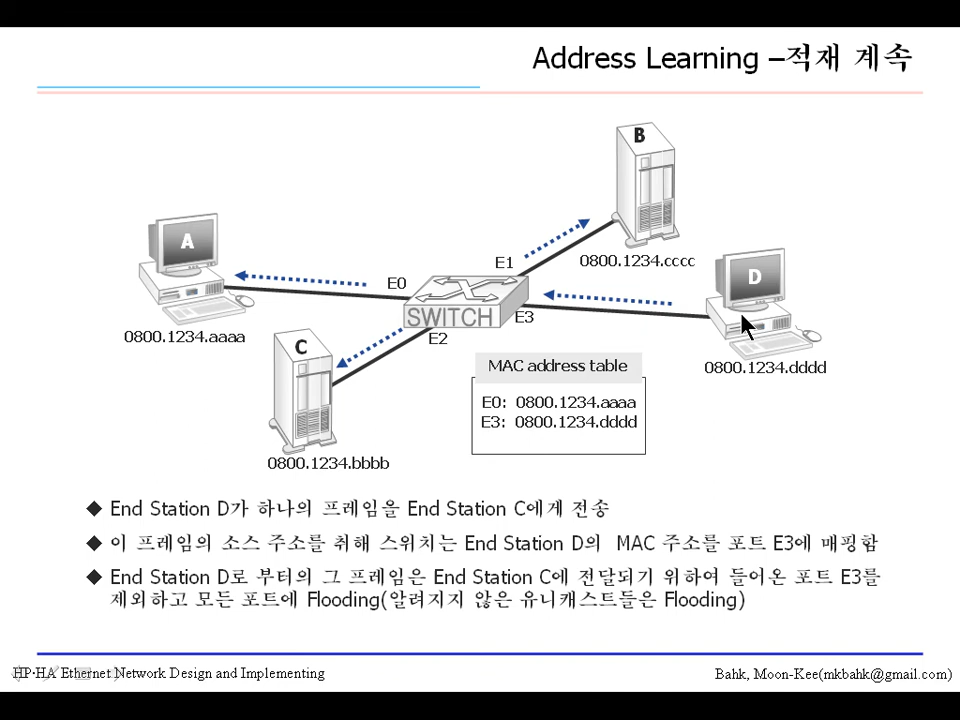 Address Learning –적재 계속
B
A
E1
0800.1234.cccc
E0
D
SWITCH
E3
0800.1234.aaaa
C
E2
MAC address table
0800.1234.dddd
E0: 0800.1234.aaaa
E3: 0800.1234.dddd
0800.1234.bbbb
◆ End Station D가 하나의 프레임을 End Station C에게 전송
◆ 이 프레임의 소스 주소를 취해 스위치는 End Station D의 MAC 주소를 포트 E3에 매핑함
◆ End Station D로 부터의 그 프레임은 End Station C에 전달되기 위하여 들어온 포트 E3를
제외하고 모든 포트에 Flooding(알려지지 않은 유니캐스트들은 Flooding)
HP·HA Ethernet Network Design and Implementing
Bahk, Moon-Kee(mkbahk@gmail.com)